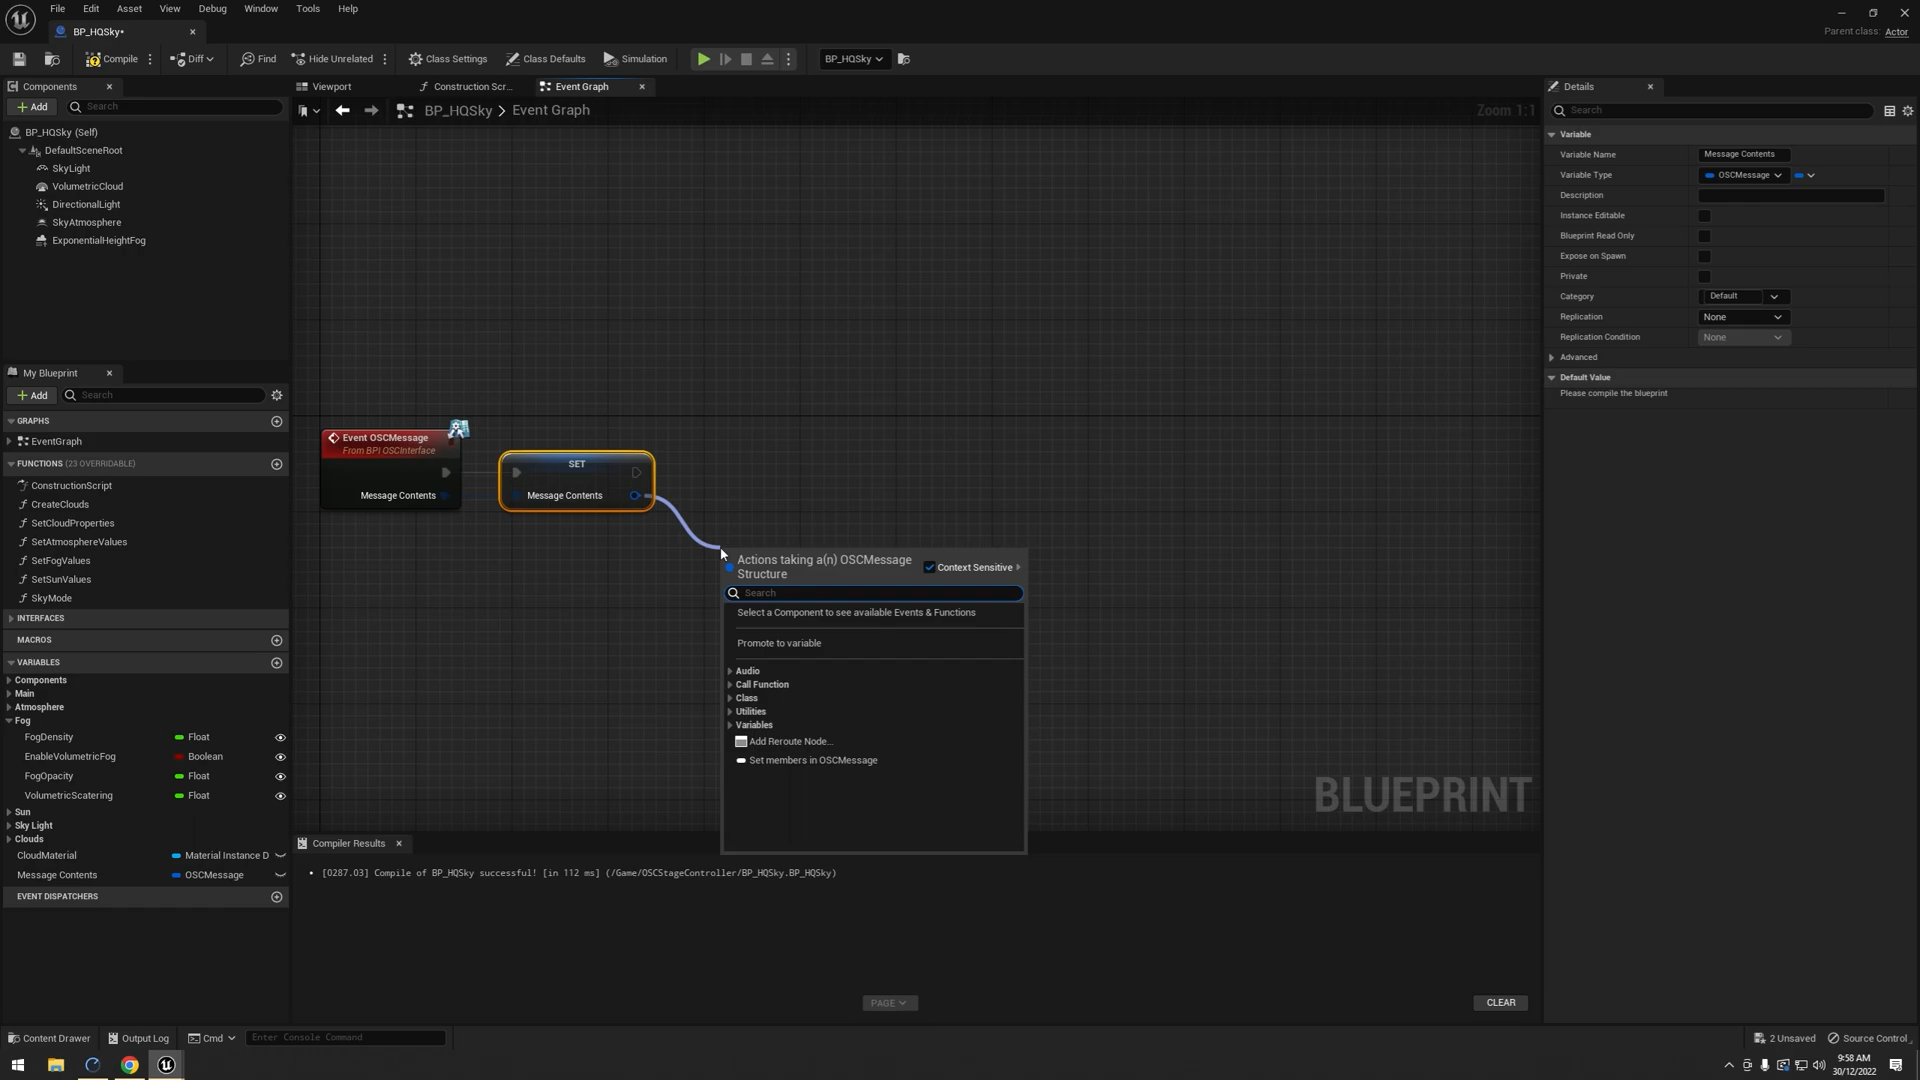 File Edit Asset View Debug Window Tools Help
BP_HQSky•
Parent class: Actor
Compile Diff Find Hide Unrelated Class Settings Class Defaults Simulation BP_HQSky
Components
Add Search
BP_HQSky (Self)
DefaultSceneRoot
SkyLight
VolumetricCloud
DirectionalLight
SkyAtmosphere
ExponentialHeightFog
My Blueprint
Add Search
GRAPHS
EventGraph
FUNCTIONS (23 OVERRIDABLE)
ConstructionScript
CreateClouds
SetCloudProperties
SetAtmosphereValues
SetFogValues
SetSunValues
SkyMode
INTERFACES
MACROS
VARIABLES
Components
Main
Atmosphere
Fog
FogDensity Float
EnableVolumetricFog Boolean
FogOpacity Float
VolumetricScatering Float
Sun
Sky Light
Clouds
CloudMaterial Material Instance D
Message Contents OSCMessage
EVENT DISPATCHERS
Viewport Construction Scr... Event Graph
BP_HQSky > Event Graph
Zoom 1:1
Event OSCMessage
From BPI OSCInterface
Message Contents
SET
Message Contents
Actions taking a(n) OSCMessage
Structure
Context Sensitive
Search
Select a Component to see available Events & Functions
Promote to variable
Audio
Call Function
Class
Utilities
Variables
Add Reroute Node...
Set members in OSCMessage
BLUEPRINT
Compiler Results
[0287.03] Compile of BP_HQSky successful! [in 112 ms] (/Game/OSCStageController/BP_HQSky.BP_HQSky)
PAGE
CLEAR
Details
Search
Variable
Variable Name Message Contents
Variable Type OSCMessage
Description
Instance Editable
Blueprint Read Only
Expose on Spawn
Private
Category Default
Replication None
Replication Condition None
Advanced
Default Value
Please compile the blueprint
Content Drawer Output Log Cmd Enter Console Command
2 Unsaved Source Control
9:58 AM
30/12/2022